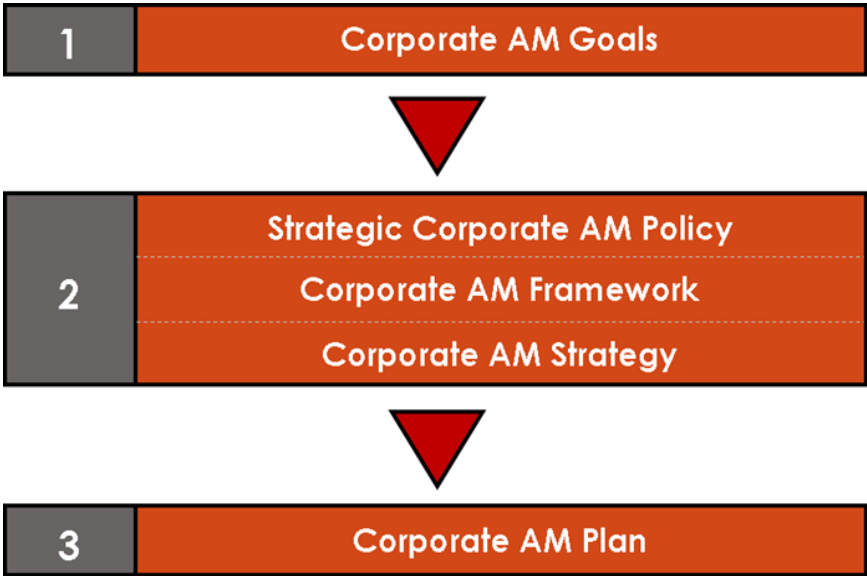 1
Corporate AM Goals
2
Strategic Corporate AM Policy
Corporate AM Framework
Corporate AM Strategy
3
Corporate AM Plan